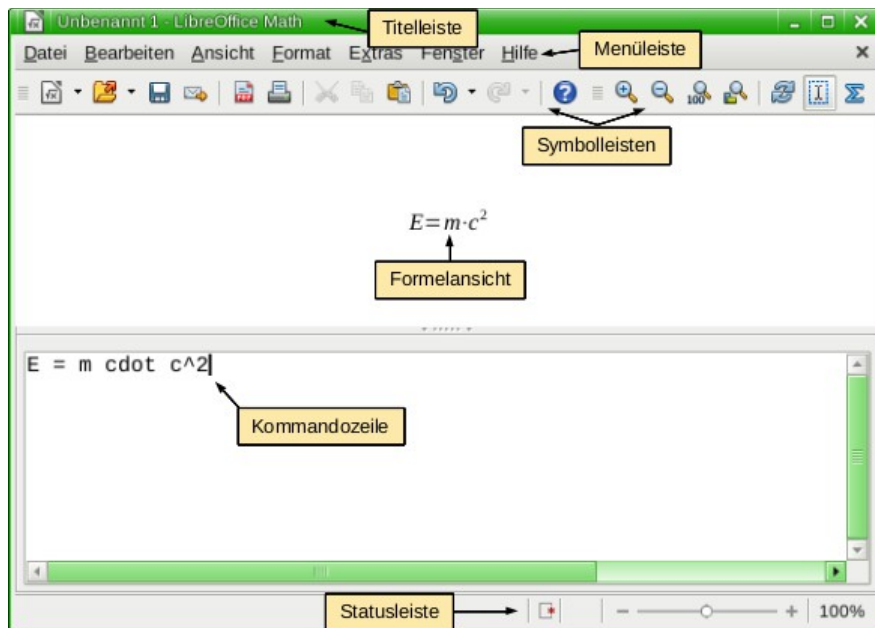 Unbenannt 1 - LibreOffice Math
Titelleiste
Datei Bearbeiten Ansicht Format Extras Fenster Hilfe
Menüleiste
100
Symbolleisten
E=m·c²
Formelansicht
E = m cdot c^2
Kommandozeile
Statusleiste
100%